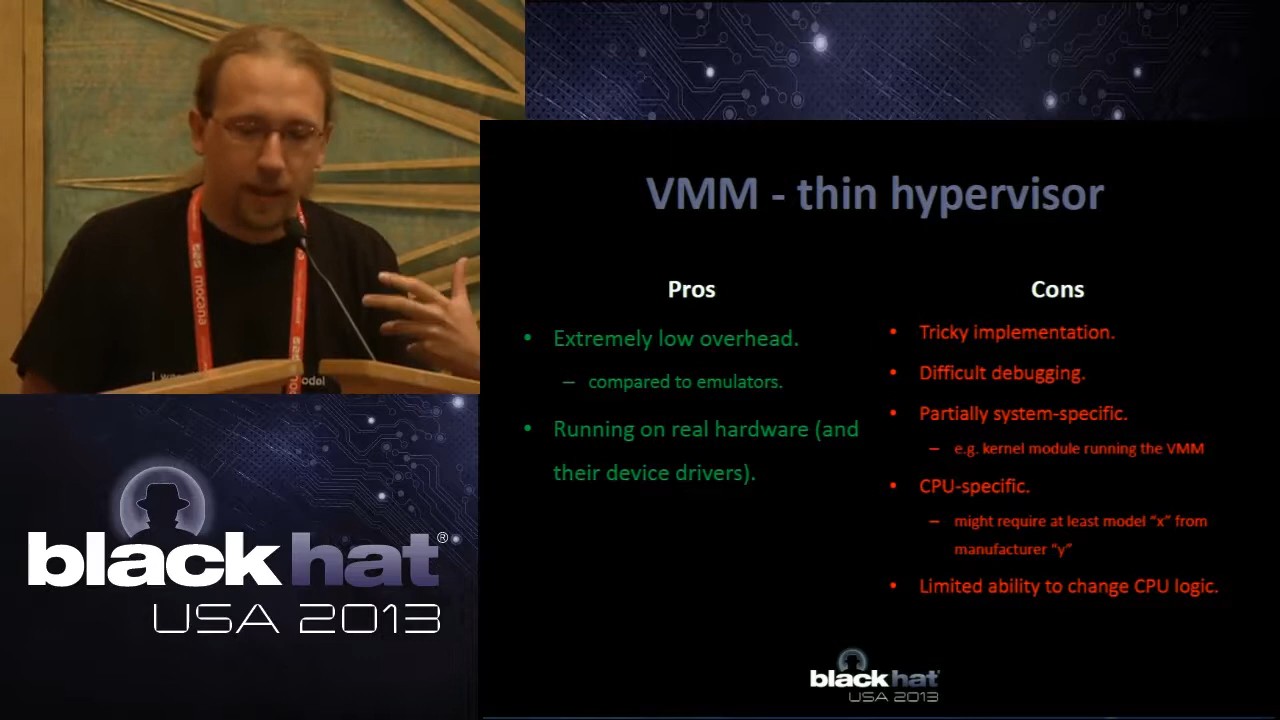 mocana
odel
VMM - thin hypervisor
Pros
• Extremely low overhead.
– compared to emulators.
• Running on real hardware (and
their device drivers).
Cons
• Tricky implementation.
• Difficult debugging.
• Partially system-specific.
– e.g. kernel module running the VMM
• CPU-specific.
– might require at least model “x” from
manufacturer “y”
• Limited ability to change CPU logic.
black hat®
USA 2013
black hat
USA 2013